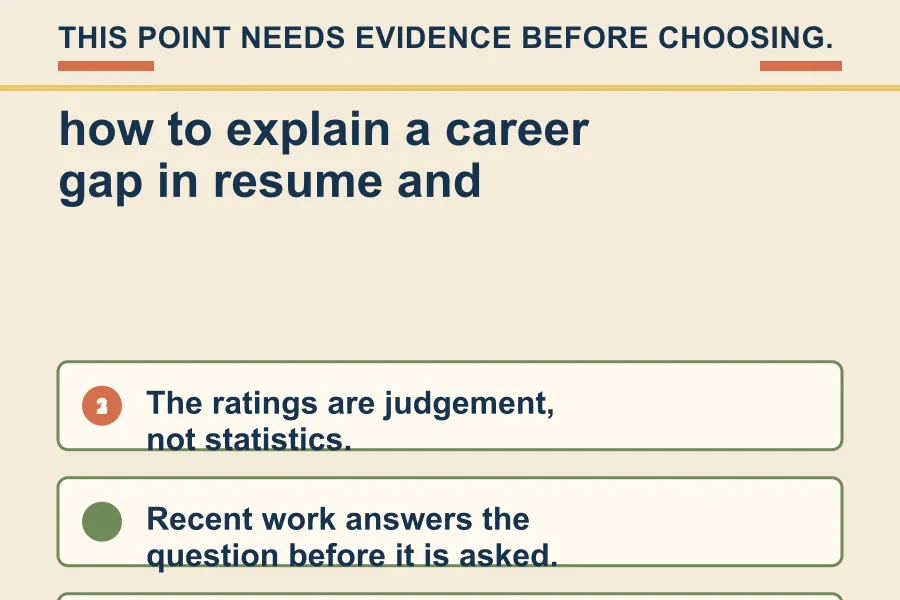 THIS POINT NEEDS EVIDENCE BEFORE CHOOSING.
how to explain a career
gap in resume and
The ratings are judgement,
not statistics.
Recent work answers the
question before it is asked.